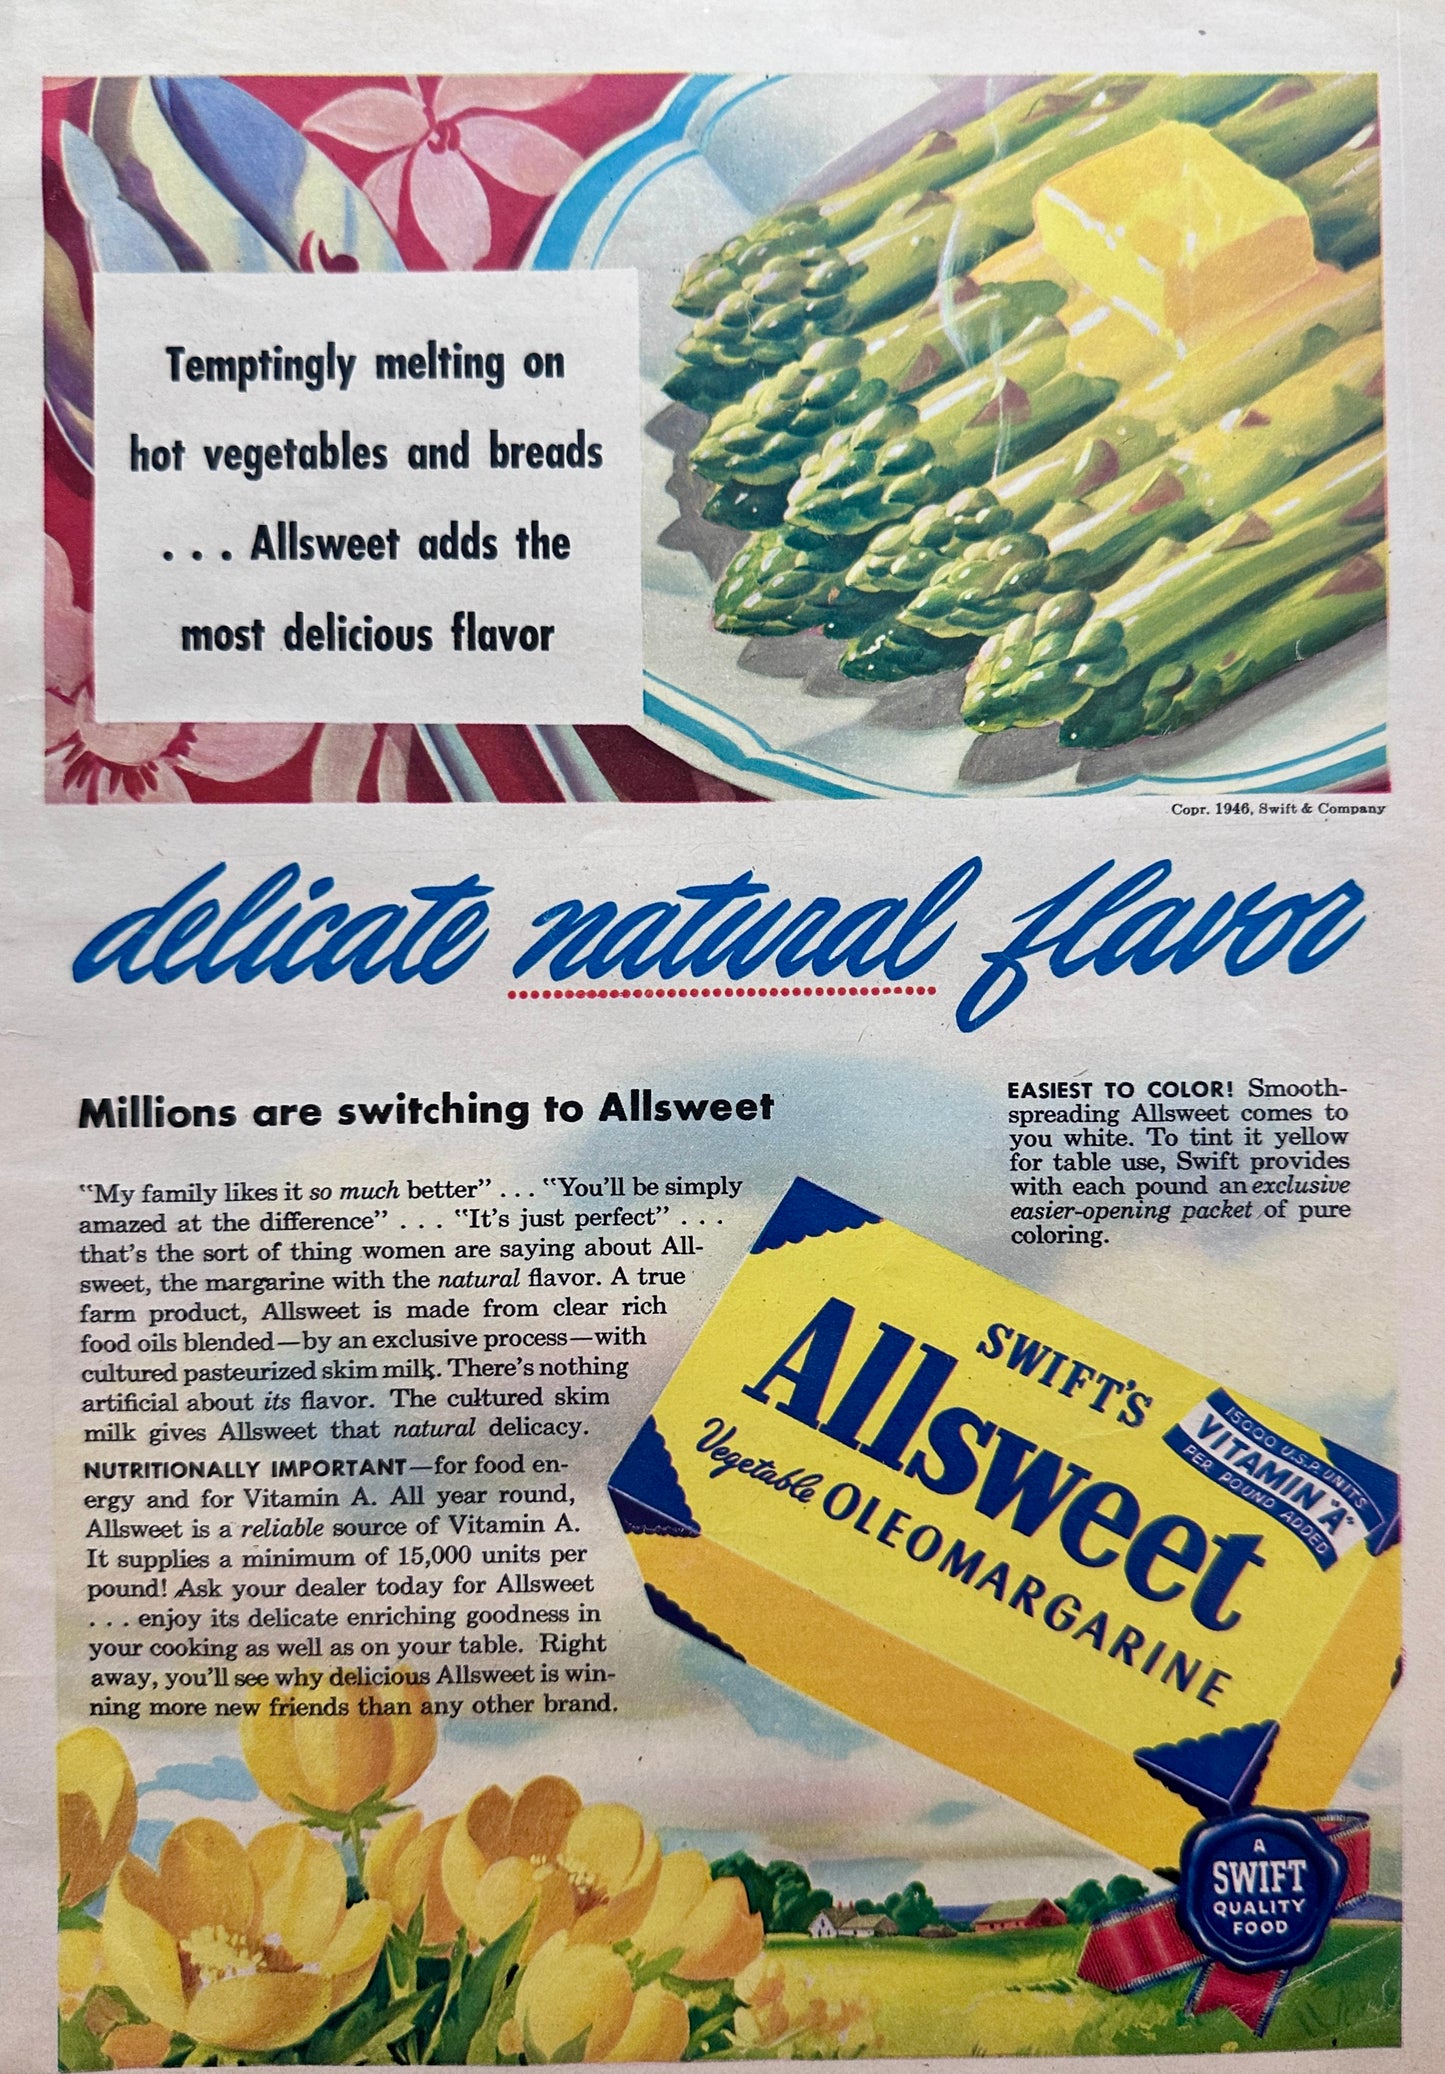 Temptingly melting on
hot vegetables and breads
. . . Allsweet adds the
most delicious flavor
Copr. 1946, Swift & Company
delicate natural flavor
Millions are switching to Allsweet
"My family likes it so much better" . . . "You'll be simply
amazed at the difference" . . . "It's just perfect" . . .
that's the sort of thing women are saying about All-
sweet, the margarine with the natural flavor. A true
farm product, Allsweet is made from clear rich
food oils blended—by an exclusive process—with
cultured pasteurized skim milk. There's nothing
artificial about its flavor. The cultured skim
milk gives Allsweet that natural delicacy.
NUTRITIONALLY IMPORTANT—for food en-
ergy and for Vitamin A. All year round,
Allsweet is a reliable source of Vitamin A.
It supplies a minimum of 15,000 units per
pound! Ask your dealer today for Allsweet
. . . enjoy its delicate enriching goodness in
your cooking as well as on your table. Right
away, you'll see why delicious Allsweet is win-
ning more new friends than any other brand.
EASIEST TO COLOR! Smooth-
spreading Allsweet comes to
you white. To tint it yellow
for table use, Swift provides
with each pound an exclusive
easier-opening packet of pure
coloring.
SWIFT'S
Allsweet
Vegetable OLEOMARGARINE
15000 U.S.P. UNITS
VITAMIN "A"
PER POUND ADDED
A
SWIFT
QUALITY
FOOD